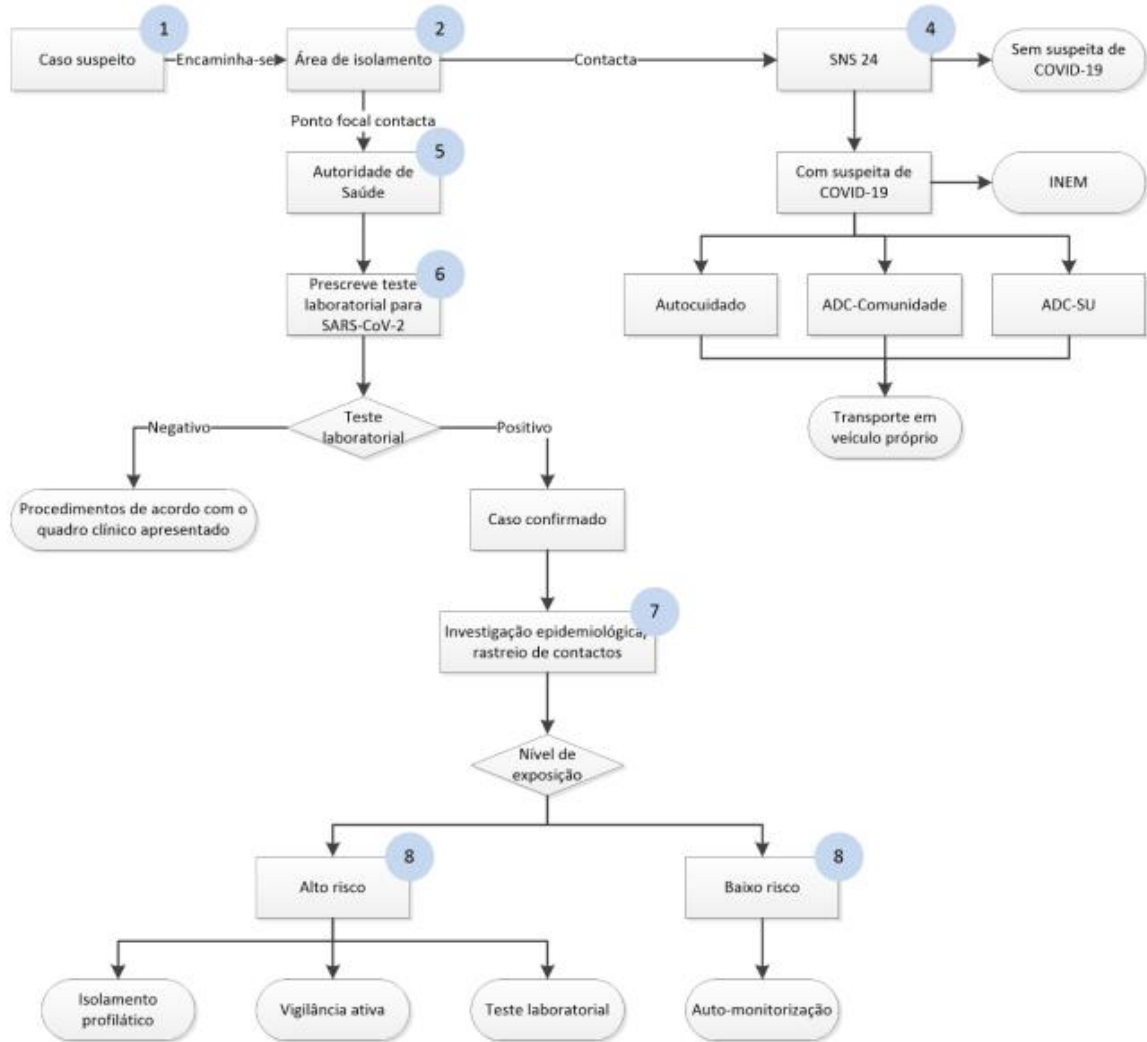 1
2
4
Caso suspeito
Encaminha-se
Área de isolamento
Contacta
SNS 24
Sem suspeita de
COVID-19
Ponto focal contacta
5
Autoridade de
Saúde
Com suspeita de
COVID-19
INEM
6
Prescreve teste
laboratorial para
SARS-CoV-2
Autocuidado
ADC-Comunidade
ADC-SU
Negativo
Teste
laboratorial
Positivo
Transporte em
veículo próprio
Procedimentos de acordo com o
quadro clínico apresentado
Caso confirmado
7
Investigação epidemiológica,
rastreio de contactos
Nível de
exposição
8
8
Alto risco
Baixo risco
Isolamento
profilático
Vigilância ativa
Teste laboratorial
Auto-monitorização